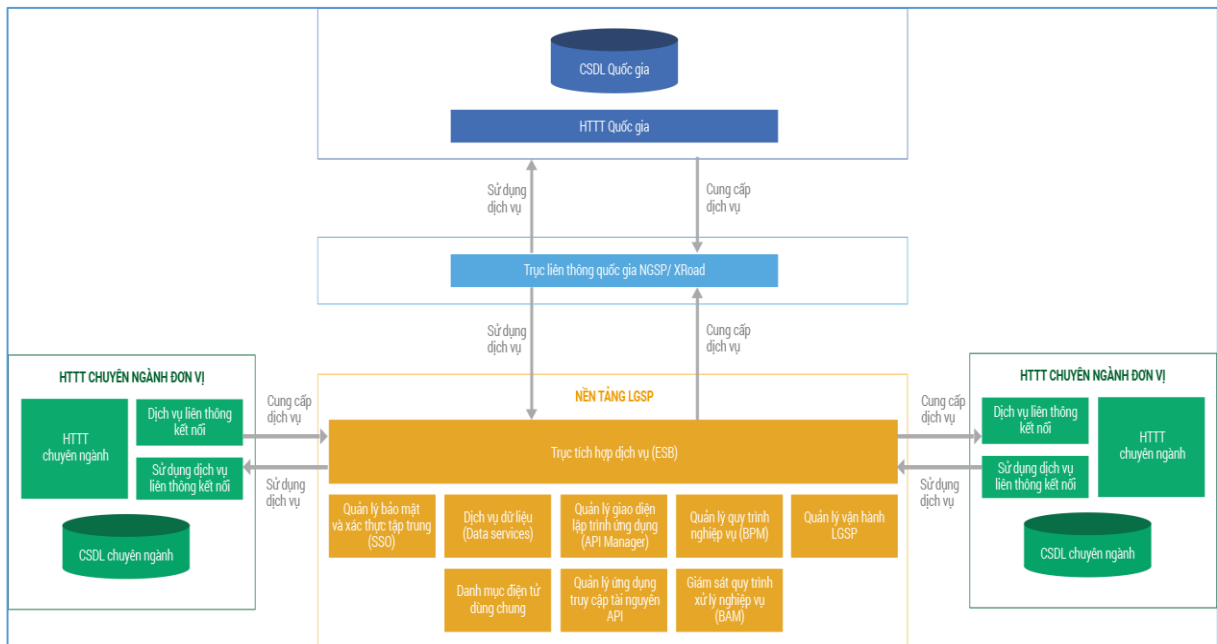 CSDL Quốc gia
HTTT Quốc gia
Sử dụng
dịch vụ
Cung cấp
dịch vụ
Trục liên thông quốc gia NGSP/ XRoad
Sử dụng
dịch vụ
Cung cấp
dịch vụ
HTTT CHUYÊN NGÀNH ĐƠN VỊ
HTTT
chuyên ngành
Dịch vụ liên thông
kết nối
Sử dụng dịch vụ
liên thông kết nối
CSDL chuyên ngành
Cung cấp
dịch vụ
Sử dụng
dịch vụ
NỀN TẢNG LGSP
Trục tích hợp dịch vụ (ESB)
Quản lý bảo mật
và xác thực tập trung
(SSO)
Dịch vụ dữ liệu
(Data services)
Quản lý giao diện
lập trình ứng dụng
(API Manager)
Quản lý quy trình
nghiệp vụ (BPM)
Quản lý vận hành
LGSP
Danh mục điện tử
dùng chung
Quản lý ứng dụng
truy cập tài nguyên
API
Giám sát quy trình
xử lý nghiệp vụ
(BAM)
Cung cấp
dịch vụ
Sử dụng
dịch vụ
HTTT CHUYÊN NGÀNH ĐƠN VỊ
Dịch vụ liên thông
kết nối
Sử dụng dịch vụ
liên thông kết nối
HTTT
chuyên ngành
CSDL chuyên ngành